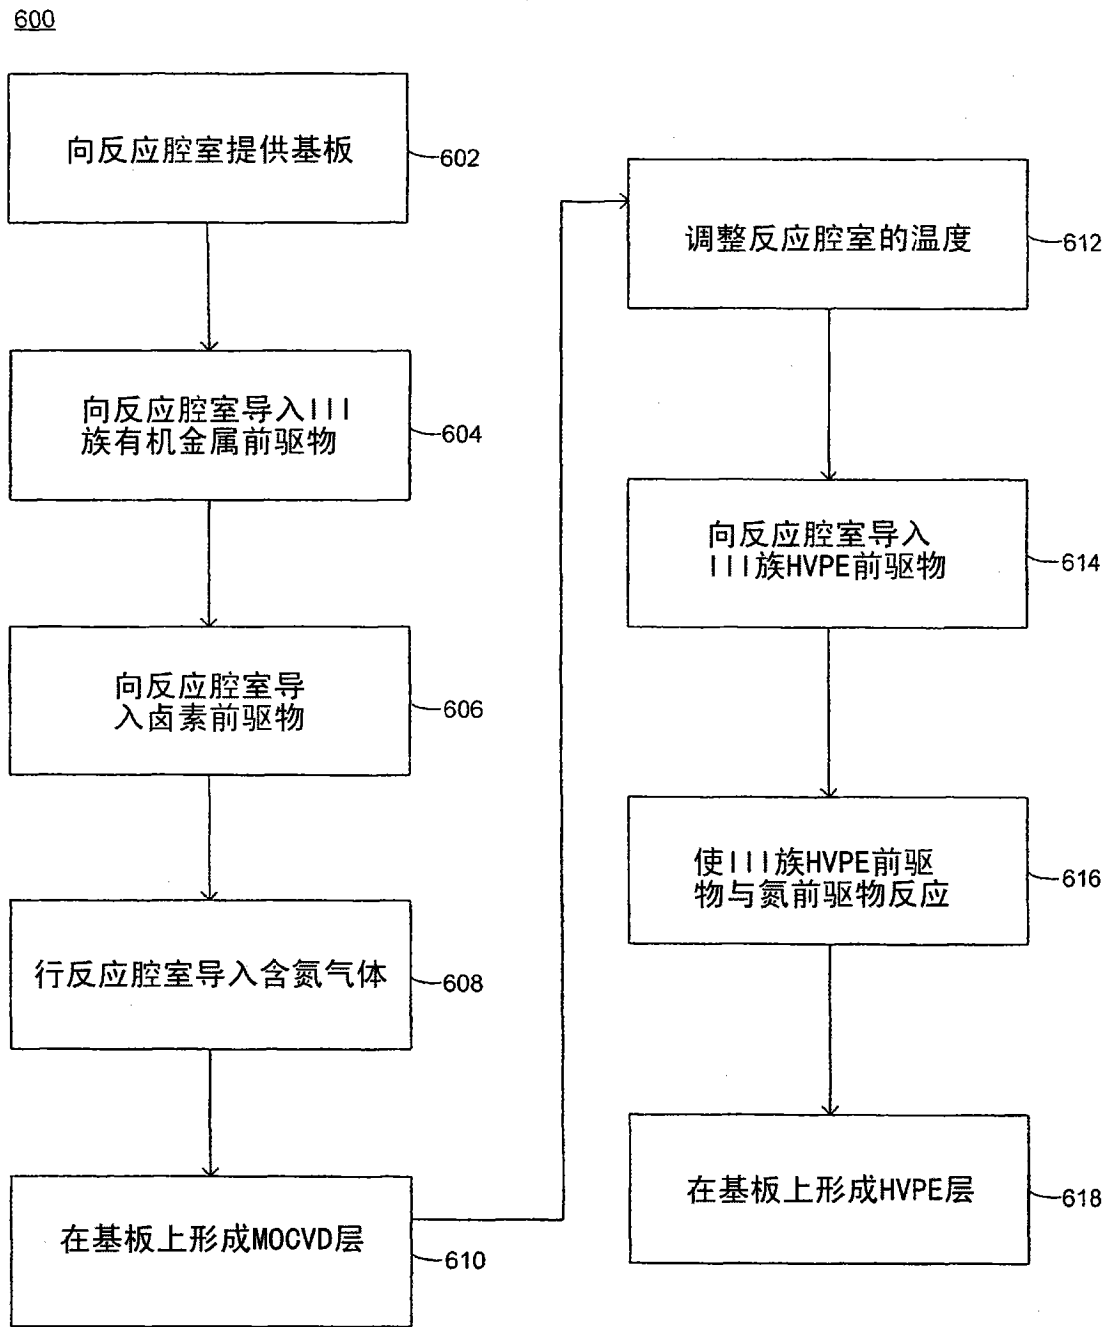 600
向反应腔室提供基板
602
向反应腔室导入III
族有机金属前驱物
604
向反应腔室导
入卤素前驱物
606
行反应腔室导入含氮气体
608
在基板上形成MOCVD层
610
调整反应腔室的温度
612
向反应腔室导入
III族HVPE前驱物
614
使III族HVPE前驱
物与氮前驱物反应
616
在基板上形成HVPE层
618